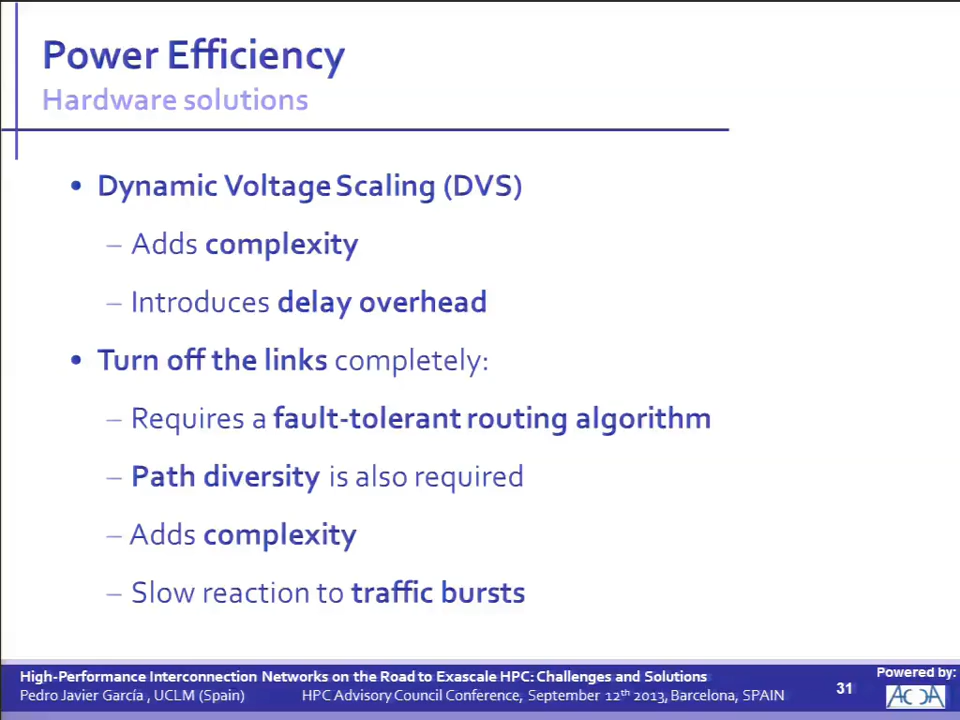 Power Efficiency
Hardware solutions
• Dynamic Voltage Scaling (DVS)
– Adds complexity
– Introduces delay overhead
• Turn off the links completely:
– Requires a fault-tolerant routing algorithm
– Path diversity is also required
– Adds complexity
– Slow reaction to traffic bursts
High-Performance Interconnection Networks on the Road to Exascale HPC: Challenges and Solutions
Pedro Javier García , UCLM (Spain) HPC Advisory Council Conference, September 12th 2013, Barcelona, SPAIN
31
Powered by: